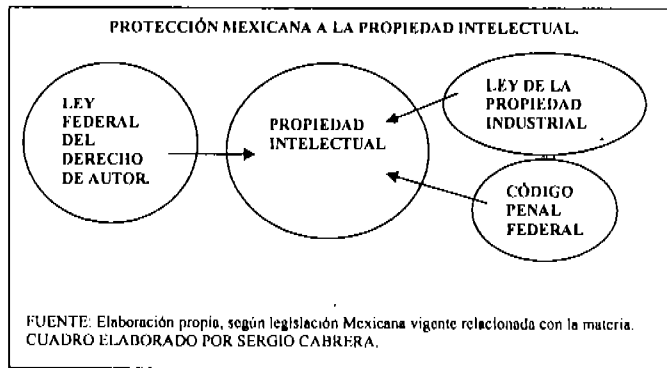 PROTECCIÓN MEXICANA A LA PROPIEDAD INTELECTUAL.
LEY
FEDERAL
DEL
DERECHO
DE AUTOR.
PROPIEDAD
INTELECTUAL
LEY DE LA
PROPIEDAD
INDUSTRIAL
CÓDIGO
PENAL
FEDERAL
FUENTE: Elaboración propia, según legislación Mexicana vigente relacionada con la materia.
CUADRO ELABORADO POR SERGIO CABRERA.